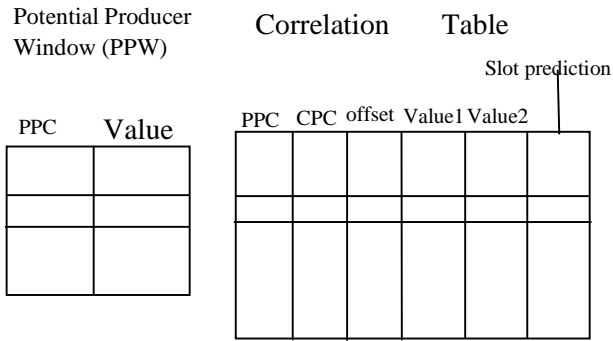 Potential Producer
Window (PPW)
Correlation Table
Slot prediction
PPC Value
PPC CPC offset Value1 Value2